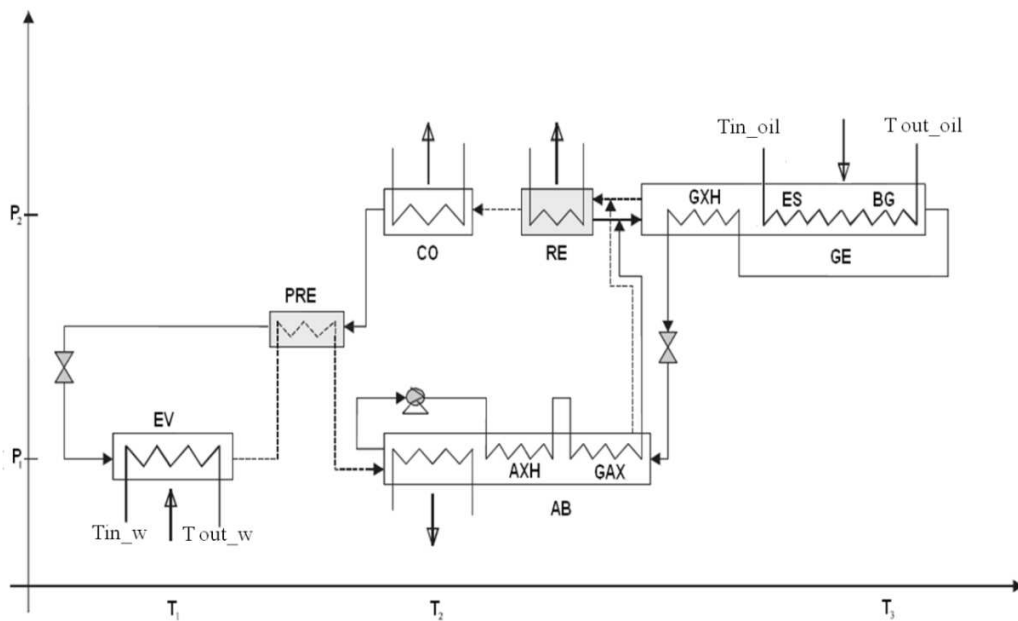 Tin_oil
T out_oil
P₂
GXH
ES
BG
CO
RE
GE
PRE
EV
P₁
AXH
GAX
AB
Tin_w
T out_w
T₁
T₂
T₃